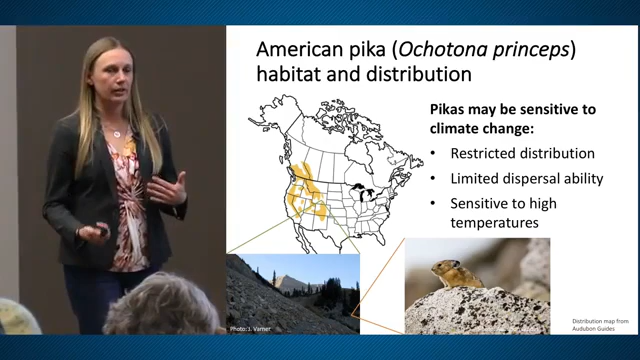 American pika (Ochotona princeps)
habitat and distribution
Pikas may be sensitive to
climate change:
• Restricted distribution
• Limited dispersal ability
• Sensitive to high
temperatures
Photo: J. Varner
Distribution map from
Audubon Guides